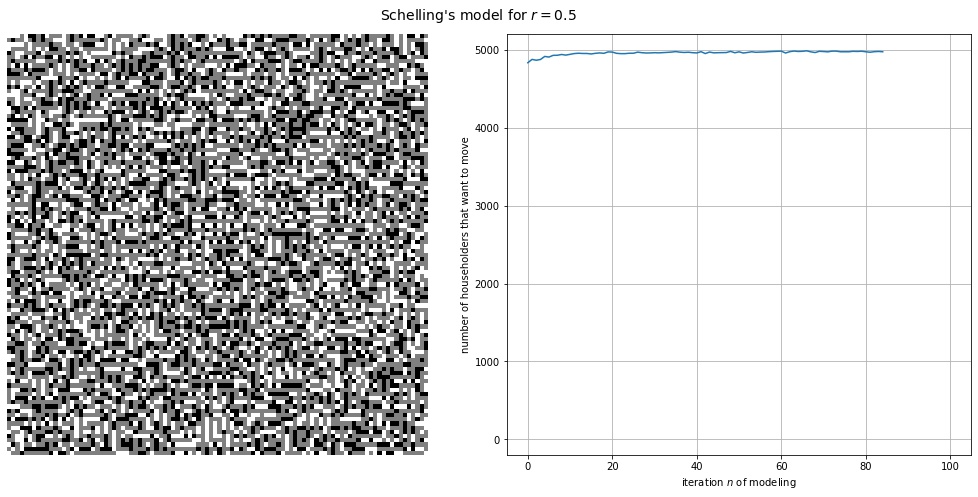 Schelling's model for r = 0.5
number of householders that want to move
5000
4000
3000
2000
1000
0
0 20 40 60 80 100
iteration n of modeling